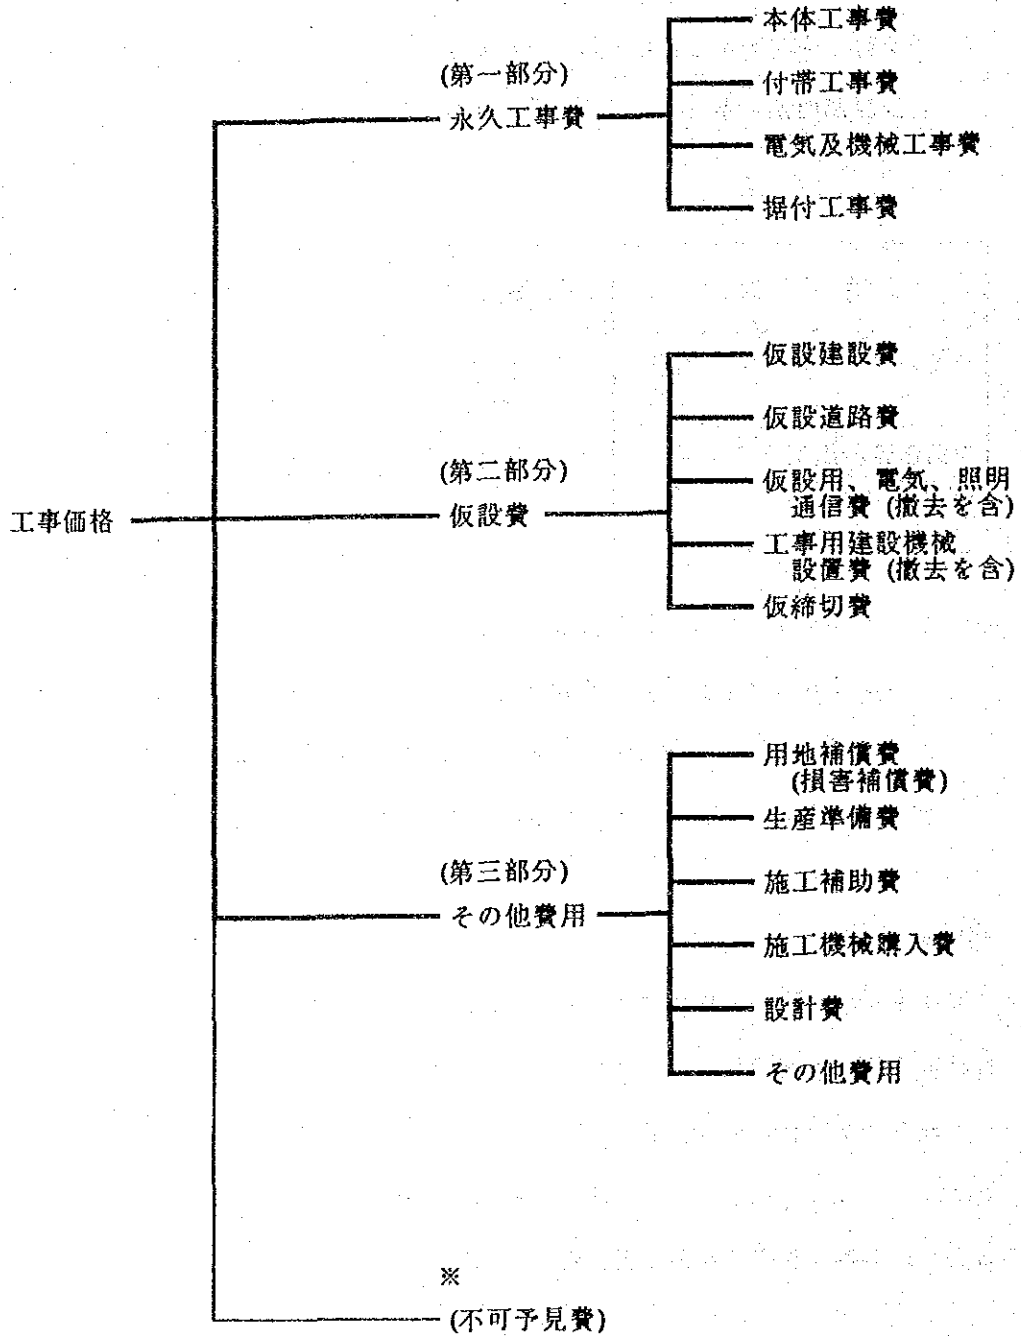 工事価格
(第一部分)
永久工事費
本体工事費
付帯工事費
電気及機械工事費
据付工事費
(第二部分)
仮設費
仮設建設費
仮設道路費
仮設用、電気、照明
通信費 (撤去を含)
工事用建設機械
設置費 (撤去を含)
仮締切費
(第三部分)
その他費用
用地補償費
(損害補償費)
生産準備費
施工補助費
施工機械購入費
設計費
その他費用
※
(不可予見費)